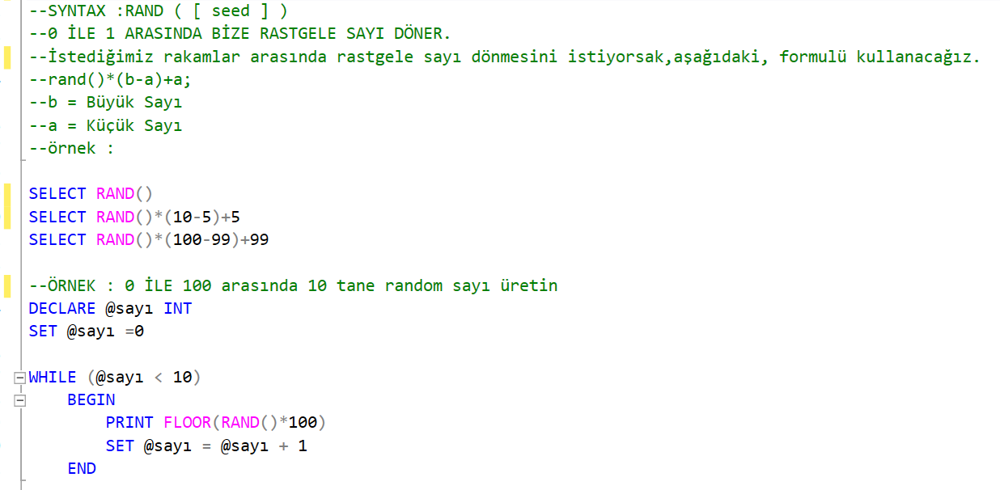 --SYNTAX :RAND ( [ seed ] )
--0 İLE 1 ARASINDA BİZE RASTGELE SAYI DÖNER.
--İstediğimiz rakamlar arasında rastgele sayı dönmesini istiyorsak,aşağıdaki, formulü kullanacağız.
--rand()*(b-a)+a;
--b = Büyük Sayı
--a = Küçük Sayı
--örnek :
SELECT RAND()
SELECT RAND()*(10-5)+5
SELECT RAND()*(100-99)+99
--ÖRNEK : 0 İLE 100 arasında 10 tane random sayı üretin
DECLARE @sayı INT
SET @sayı =0
WHILE (@sayı < 10)
BEGIN
PRINT FLOOR(RAND()*100)
SET @sayı = @sayı + 1
END